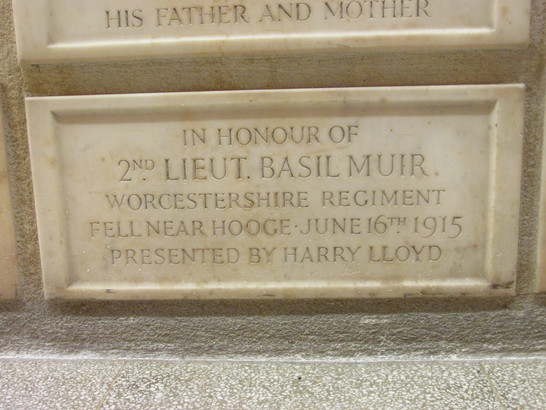 HIS FATHER AND MOTHER
IN HONOUR OF
2ND LIEUT. BASIL MUIR
WORCESTERSHIRE REGIMENT
FELL NEAR HOOGE · JUNE 16TH 1915
PRESENTED BY HARRY LLOYD